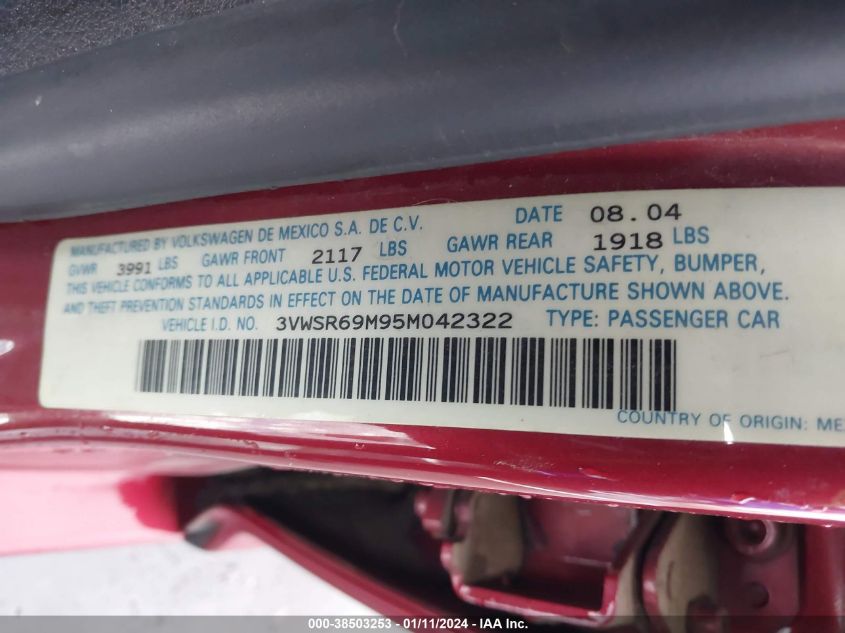 MANUFACTURED BY VOLKSWAGEN DE MEXICO S.A. DE C.V. DATE 08.04
GVWR 3991 LBS GAWR FRONT 2117 LBS GAWR REAR 1918 LBS
THIS VEHICLE CONFORMS TO ALL APPLICABLE U.S. FEDERAL MOTOR VEHICLE SAFETY, BUMPER,
AND THEFT PREVENTION STANDARDS IN EFFECT ON THE DATE OF MANUFACTURE SHOWN ABOVE.
VEHICLE I.D. NO. 3VWSR69M95M042322 TYPE: PASSENGER CAR
COUNTRY OF ORIGIN:
000-38503253 - 01/11/2024 - IAA Inc.